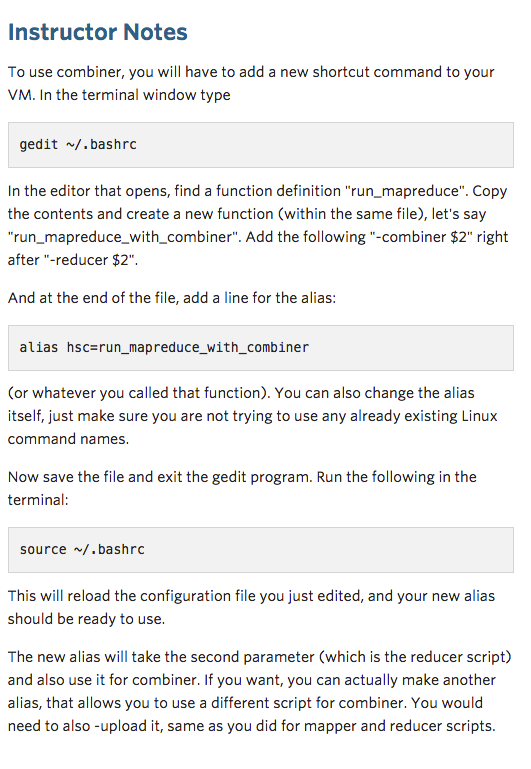 Instructor Notes
To use combiner, you will have to add a new shortcut command to your
VM. In the terminal window type
gedit ~/.bashrc
In the editor that opens, find a function definition "run_mapreduce". Copy
the contents and create a new function (within the same file), let's say
"run_mapreduce_with_combiner". Add the following "-combiner $2" right
after "-reducer $2".
And at the end of the file, add a line for the alias:
alias hsc=run_mapreduce_with_combiner
(or whatever you called that function). You can also change the alias
itself, just make sure you are not trying to use any already existing Linux
command names.
Now save the file and exit the gedit program. Run the following in the
terminal:
source ~/.bashrc
This will reload the configuration file you just edited, and your new alias
should be ready to use.
The new alias will take the second parameter (which is the reducer script)
and also use it for combiner. If you want, you can actually make another
alias, that allows you to use a different script for combiner. You would
need to also -upload it, same as you did for mapper and reducer scripts.